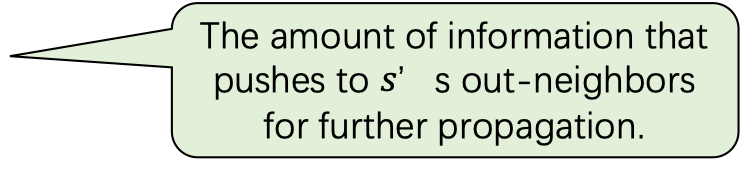 The amount of information that
pushes to s’ s out-neighbors
for further propagation.